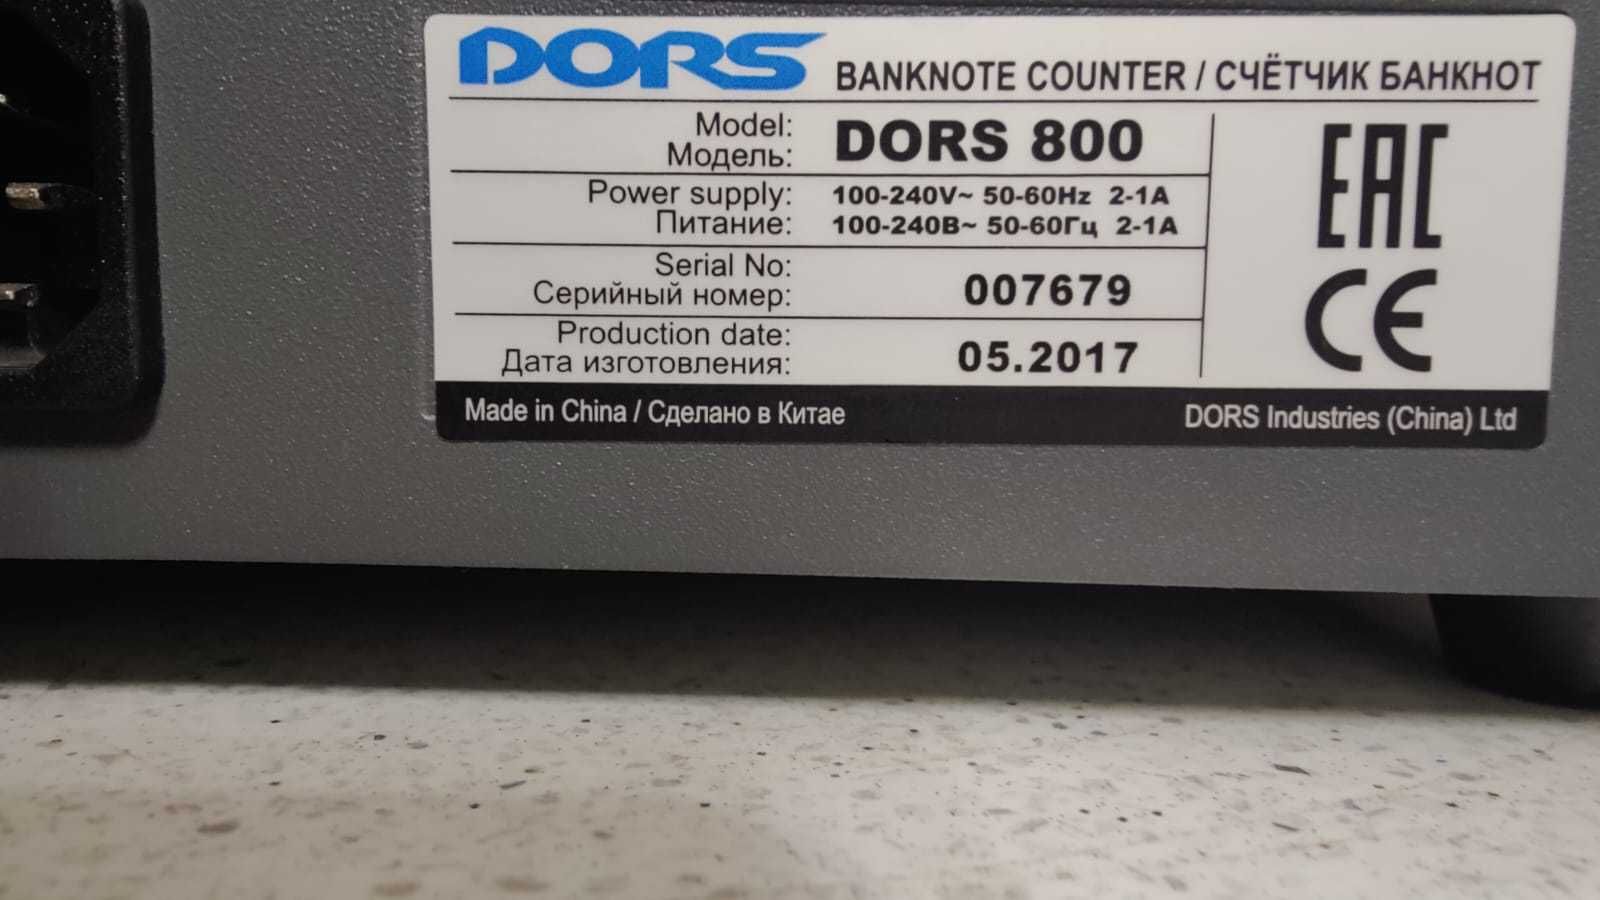 DORS BANKNOTE COUNTER / СЧЁТЧИК БАНКНОТ
Model: DORS 800
Модель:
Power supply: 100-240V~ 50-60Hz 2-1A
Питание: 100-240В~ 50-60Гц 2-1А
Serial No:
Серийный номер: 007679
Production date:
Дата изготовления: 05.2017
EAC
CE
Made in China / Сделано в Китае DORS Industries (China) Ltd